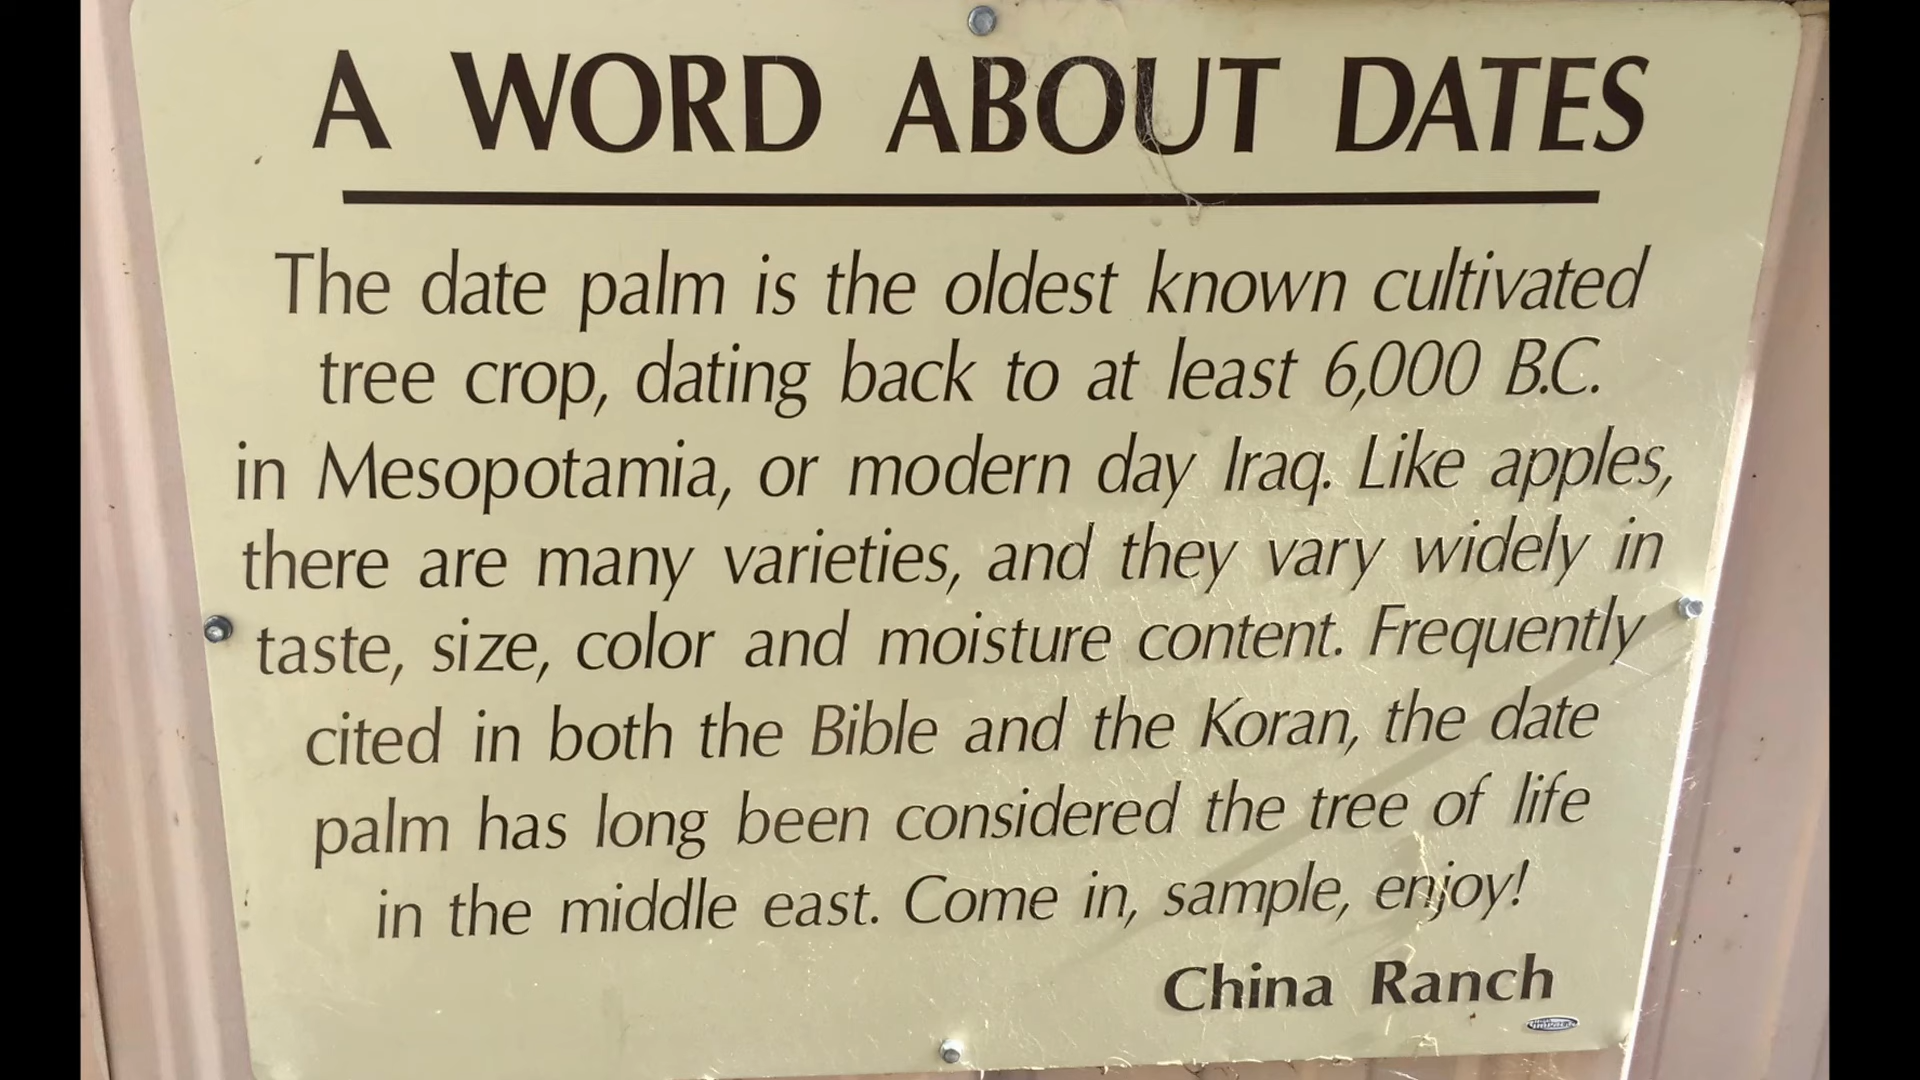 A WORD ABOUT DATES
The date palm is the oldest known cultivated
tree crop, dating back to at least 6,000 B.C.
in Mesopotamia, or modern day Iraq. Like apples,
there are many varieties, and they vary widely in
taste, size, color and moisture content. Frequently
cited in both the Bible and the Koran, the date
palm has long been considered the tree of life
in the middle east. Come in, sample, enjoy!
China Ranch